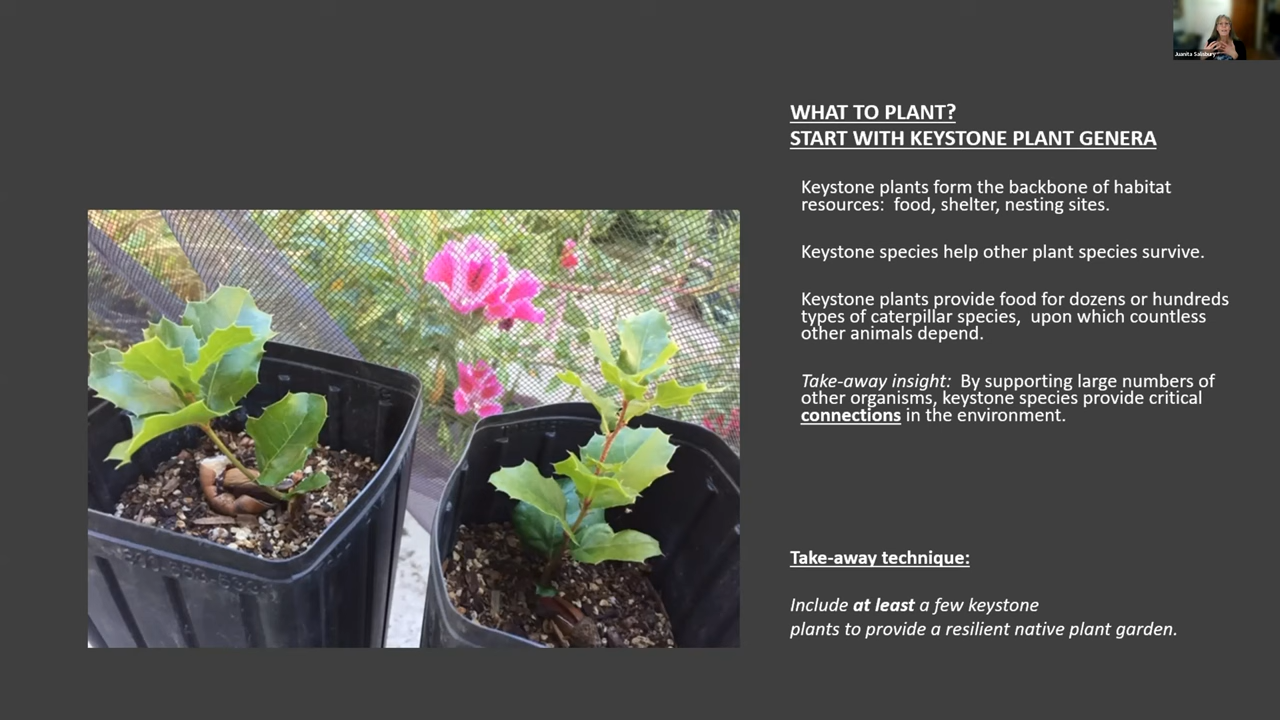 Juanita Salisbury
WHAT TO PLANT?
START WITH KEYSTONE PLANT GENERA
Keystone plants form the backbone of habitat
resources:  food, shelter, nesting sites.
Keystone species help other plant species survive.
Keystone plants provide food for dozens or hundreds
types of caterpillar species,  upon which countless
other animals depend.
Take-away insight:  By supporting large numbers of
other organisms, keystone species provide critical
connections in the environment.
Take-away technique:
Include at least a few keystone
plants to provide a resilient native plant garden.